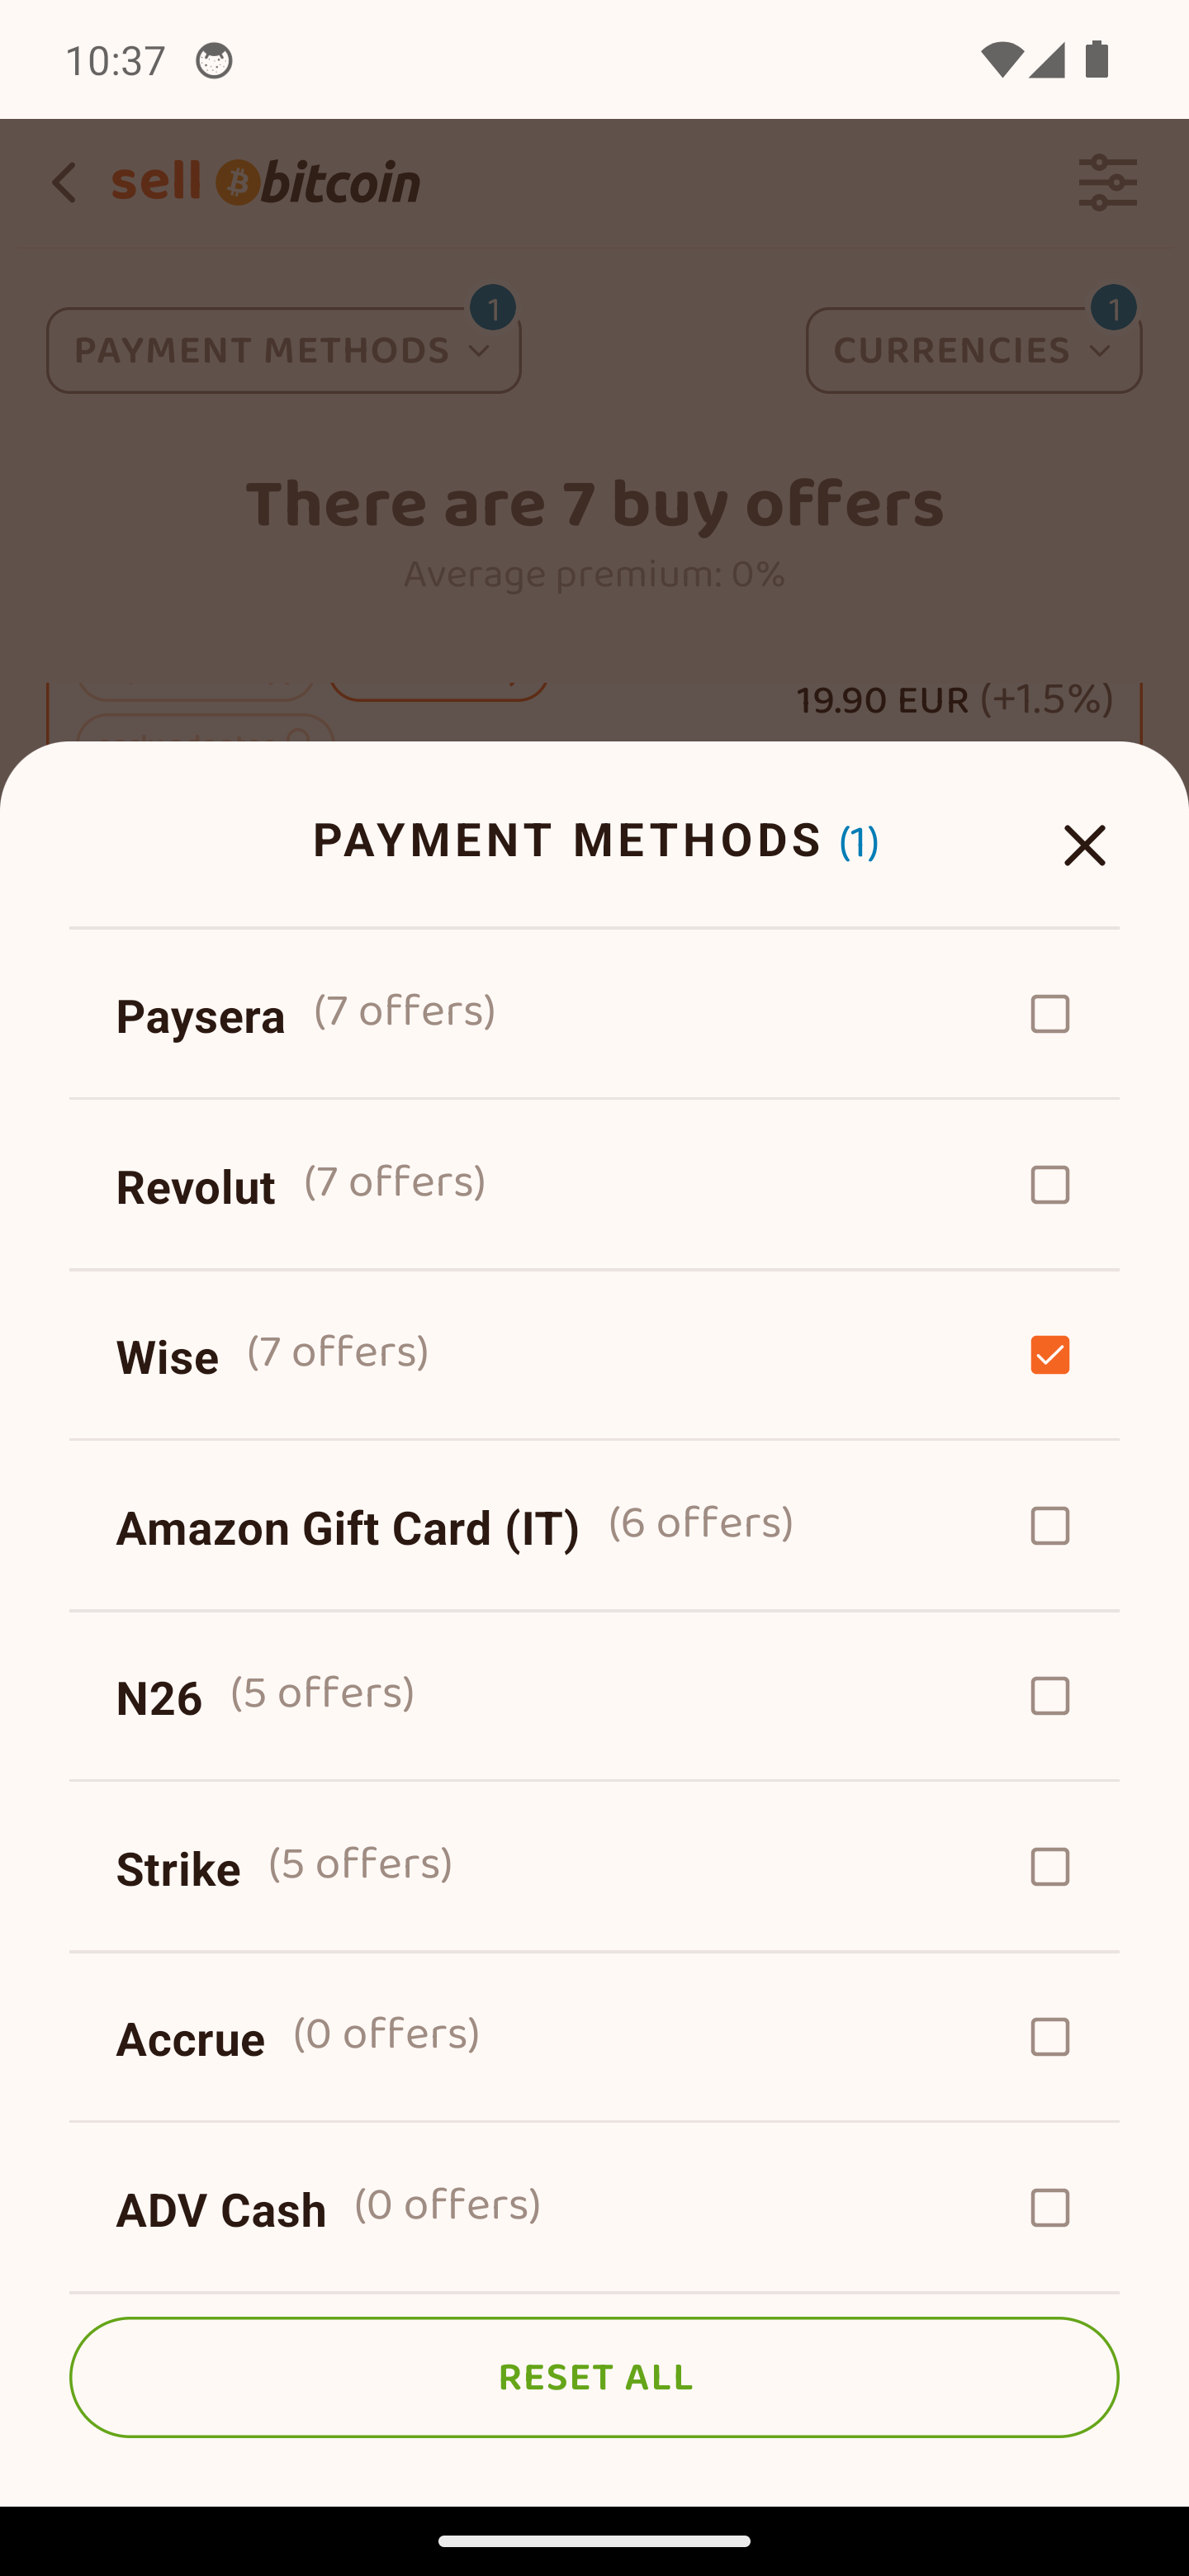 10:37
sell bitcoin
PAYMENT METHODS 1
CURRENCIES 1
There are 7 buy offers
Average premium: 0%
19.90 EUR (+1.5%)
PAYMENT METHODS (1)
Paysera (7 offers)
Revolut (7 offers)
Wise (7 offers)
Amazon Gift Card (IT) (6 offers)
N26 (5 offers)
Strike (5 offers)
Accrue (0 offers)
ADV Cash (0 offers)
RESET ALL